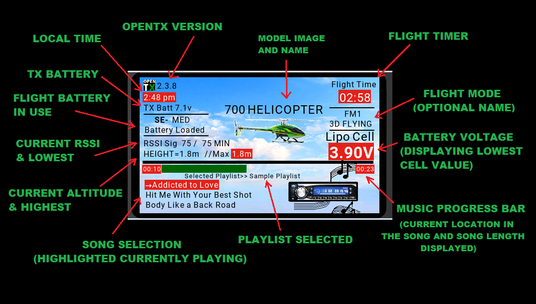 OPENTX VERSION
LOCAL TIME
MODEL IMAGE
AND NAME
FLIGHT TIMER
TX BATTERY
FLIGHT BATTERY
IN USE
CURRENT RSSI
& LOWEST
CURRENT ALTITUDE
& HIGHEST
SONG SELECTION
(HIGHLIGHTED CURRENTLY PLAYING)
PLAYLIST SELECTED
FLIGHT MODE
(OPTIONAL NAME)
BATTERY VOLTAGE
(DISPLAYING LOWEST
CELL VALUE)
MUSIC PROGRESS BAR
(CURRENT LOCATION IN
THE SONG AND SONG LENGTH
DISPLAYED)
OPEN
TX 2.3.8
2:48 pm
TX Batt 7.1v
SE- MED
Battery Loaded
RSSI Sig 75 / 75 MIN
HEIGHT=1.8m //Max 1.8m
700 HELICOPTER
Flight Time
02:58
FM1
3D FLYING
Lipo Cell
3.90V
00:10
00:23
Selected Playlist>> Sample Playlist
→Addicted to Love
Hit Me With Your Best Shot
Body Like a Back Road